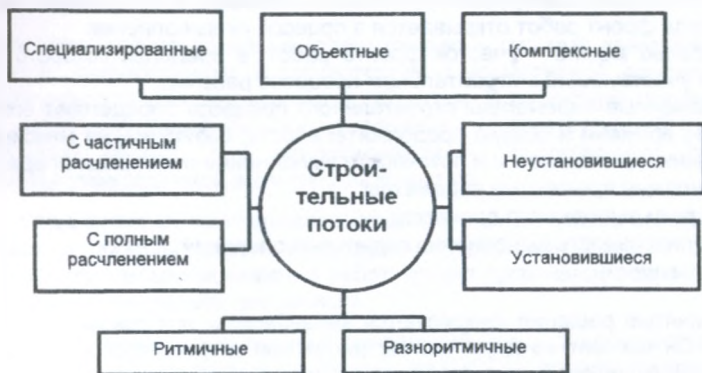 Специализированные
Объектные
Комплексные
С частичным
расчленением
Строи-
тельные
потоки
Неустановившиеся
С полным
расчленением
Установившиеся
Ритмичные
Разноритмичные